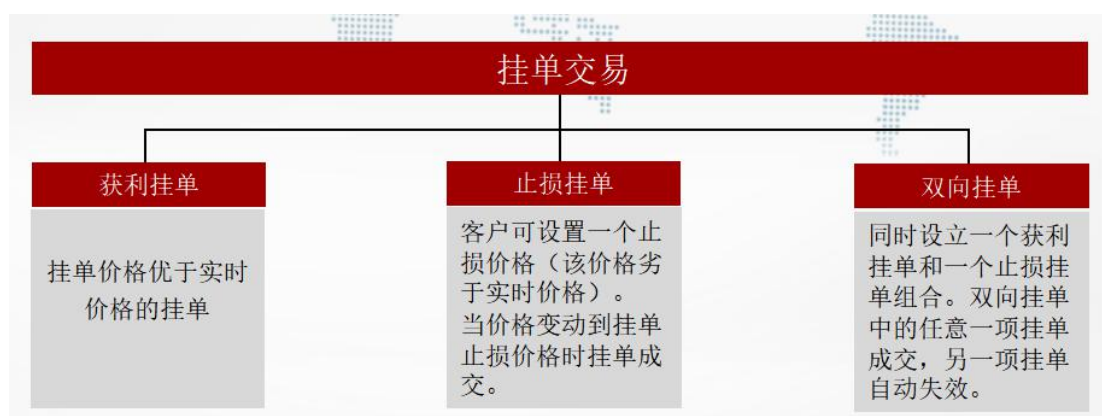 挂单交易
获利挂单
挂单价格优于实时
价格的挂单
止损挂单
客户可设置一个止
损价格（该价格劣
于实时价格）。
当价格变动到挂单
止损价格时挂单成
交。
双向挂单
同时设立一个获利
挂单和一个止损挂
单组合。双向挂单
中的任意一项挂单
成交，另一项挂单
自动失效。